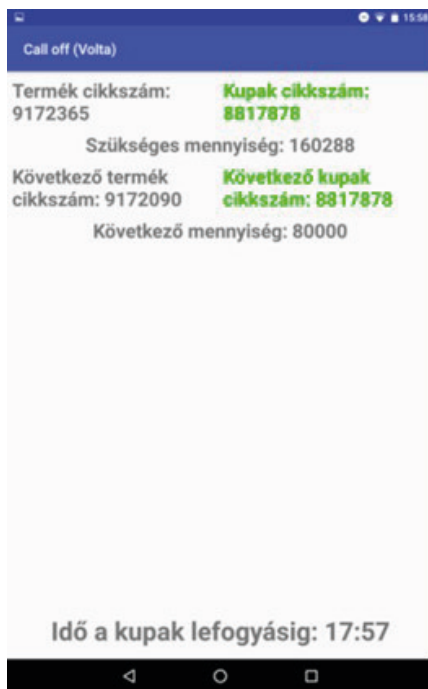 15:58
Call off (Volta)
Termék cikkszám: Kupak cikkszám:
9172365 8817878
Szükséges mennyiség: 160288
Következő termék Következő kupak
cikkszám: 9172090 cikkszám: 8817878
Következő mennyiség: 80000
Idő a kupak lefogyásig: 17:57